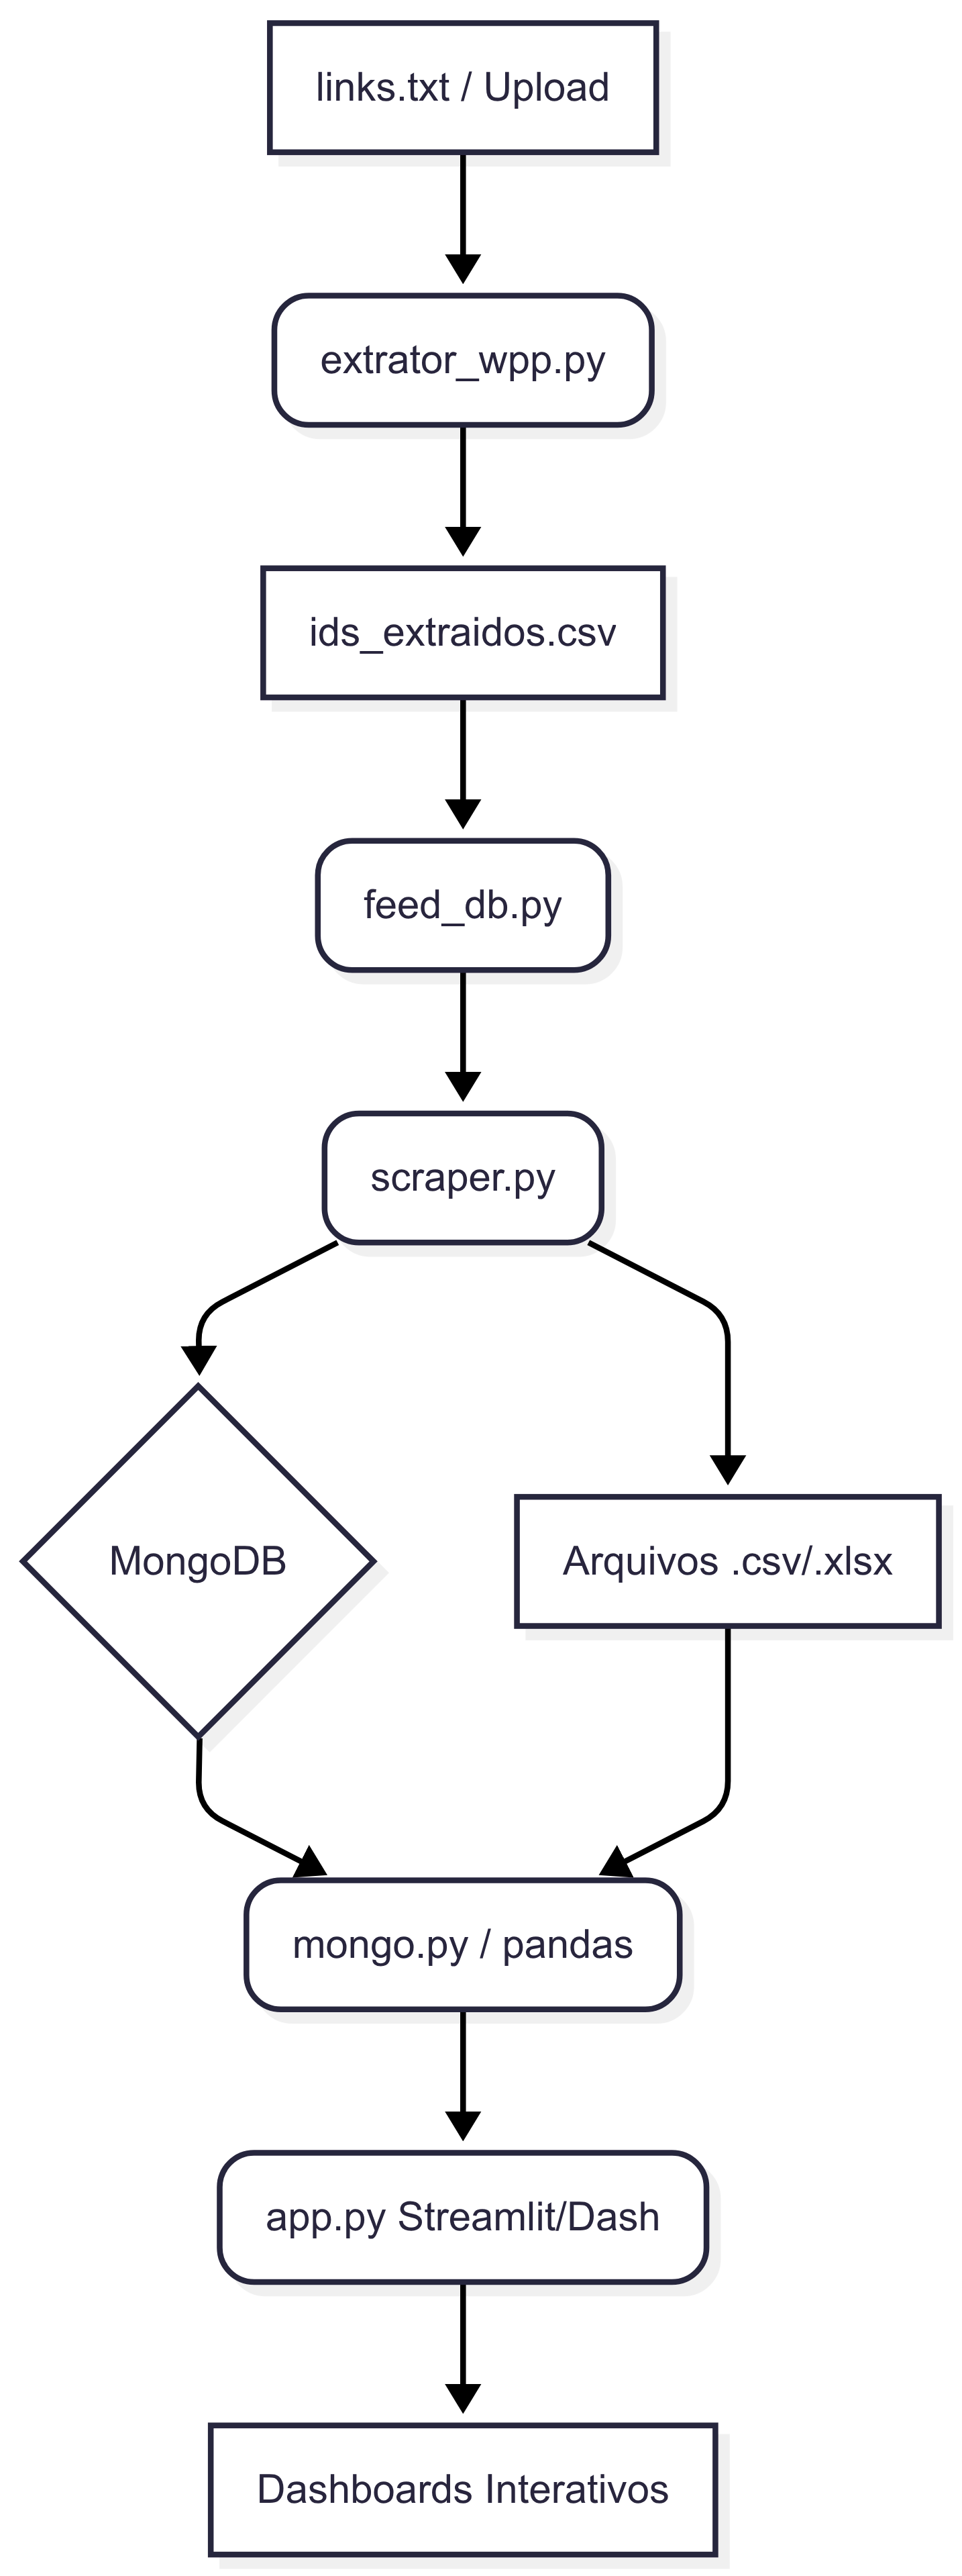 links.txt / Upload
extrator_wpp.py
ids_extraidos.csv
feed_db.py
scraper.py
MongoDB
Arquivos .csv/.xlsx
mongo.py / pandas
app.py Streamlit/Dash
Dashboards Interativos